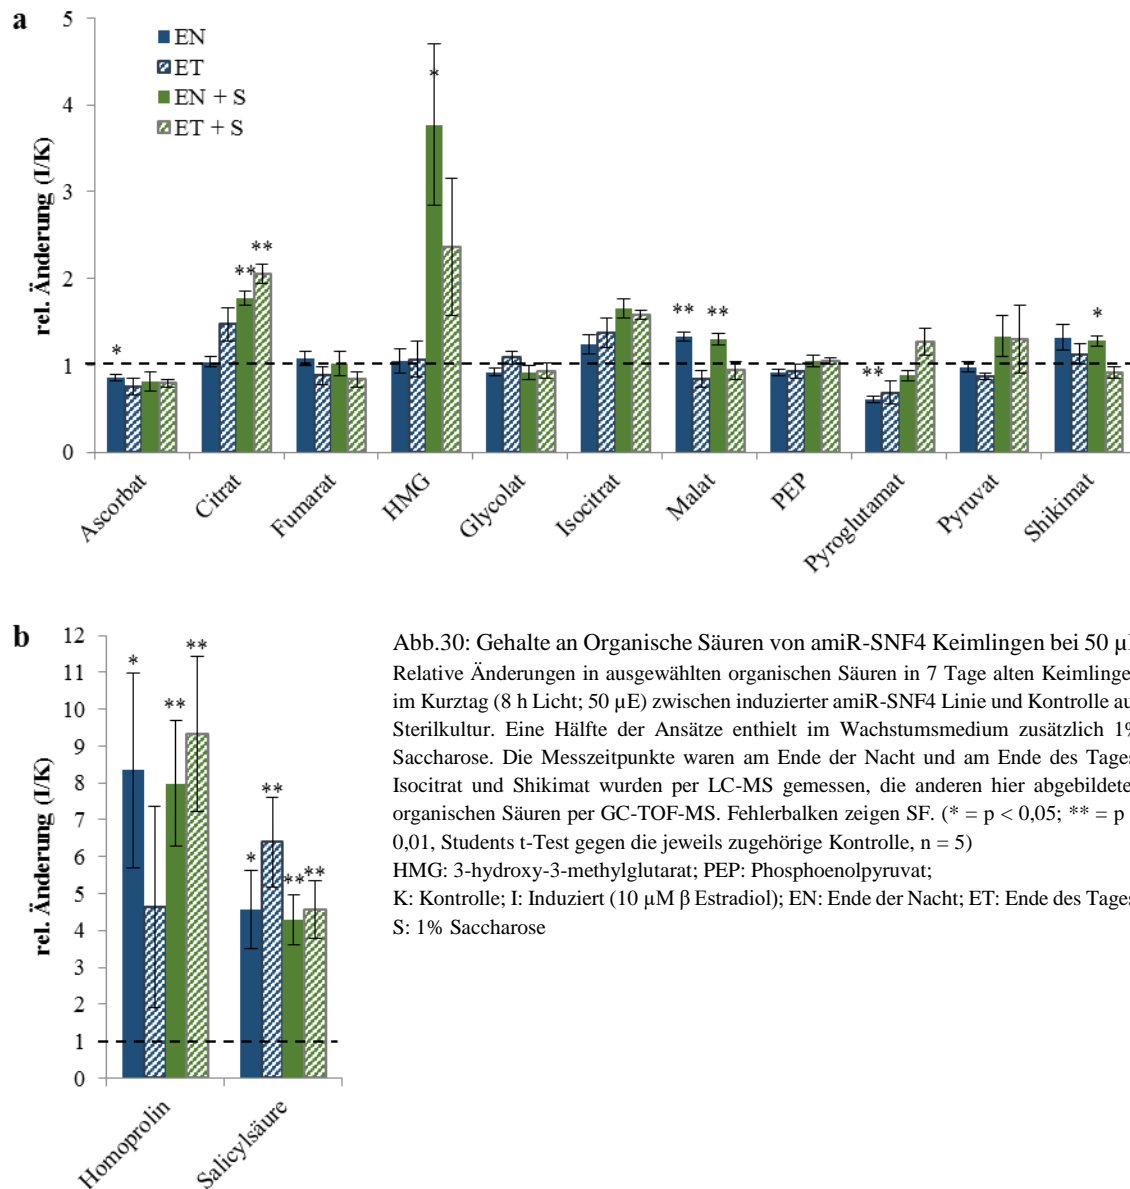 a
5
4
3
2
1
0
rel. Änderung (I/K)
EN
ET
EN + S
ET + S
*
** **
*
** **
**
*
Ascorbat
Citrat
Fumarat
HMG
Glycolat
Isocitrat
Malat
PEP
Pyroglutamat
Pyruvat
Shikimat
b
12
11
10
9
8
7
6
5
4
3
2
1
0
rel. Änderung (I/K)
* ** **
* ** ** **
Homoprolin
Salicylsäure
Abb.30: Gehalte an Organische Säuren von amiR-SNF4 Keimlingen bei 50 µ
Relative Änderungen in ausgewählten organischen Säuren in 7 Tage alten Keimlinge
im Kurztag (8 h Licht; 50 µE) zwischen induzierter amiR-SNF4 Linie und Kontrolle au
Sterilkultur. Eine Hälfte der Ansätze enthielt im Wachstumsmedium zusätzlich 1%
Saccharose. Die Messzeitpunkte waren am Ende der Nacht und am Ende des Tages
Isocitrat und Shikimat wurden per LC-MS gemessen, die anderen hier abgebildete
organischen Säuren per GC-TOF-MS. Fehlerbalken zeigen SF. (* = p < 0,05; ** = p
0,01, Students t-Test gegen die jeweils zugehörige Kontrolle, n = 5)
HMG: 3-hydroxy-3-methylglutarat; PEP: Phosphoenolpyruvat;
K: Kontrolle; I: Induziert (10 µM β Estradiol); EN: Ende der Nacht; ET: Ende des Tages
S: 1% Saccharose